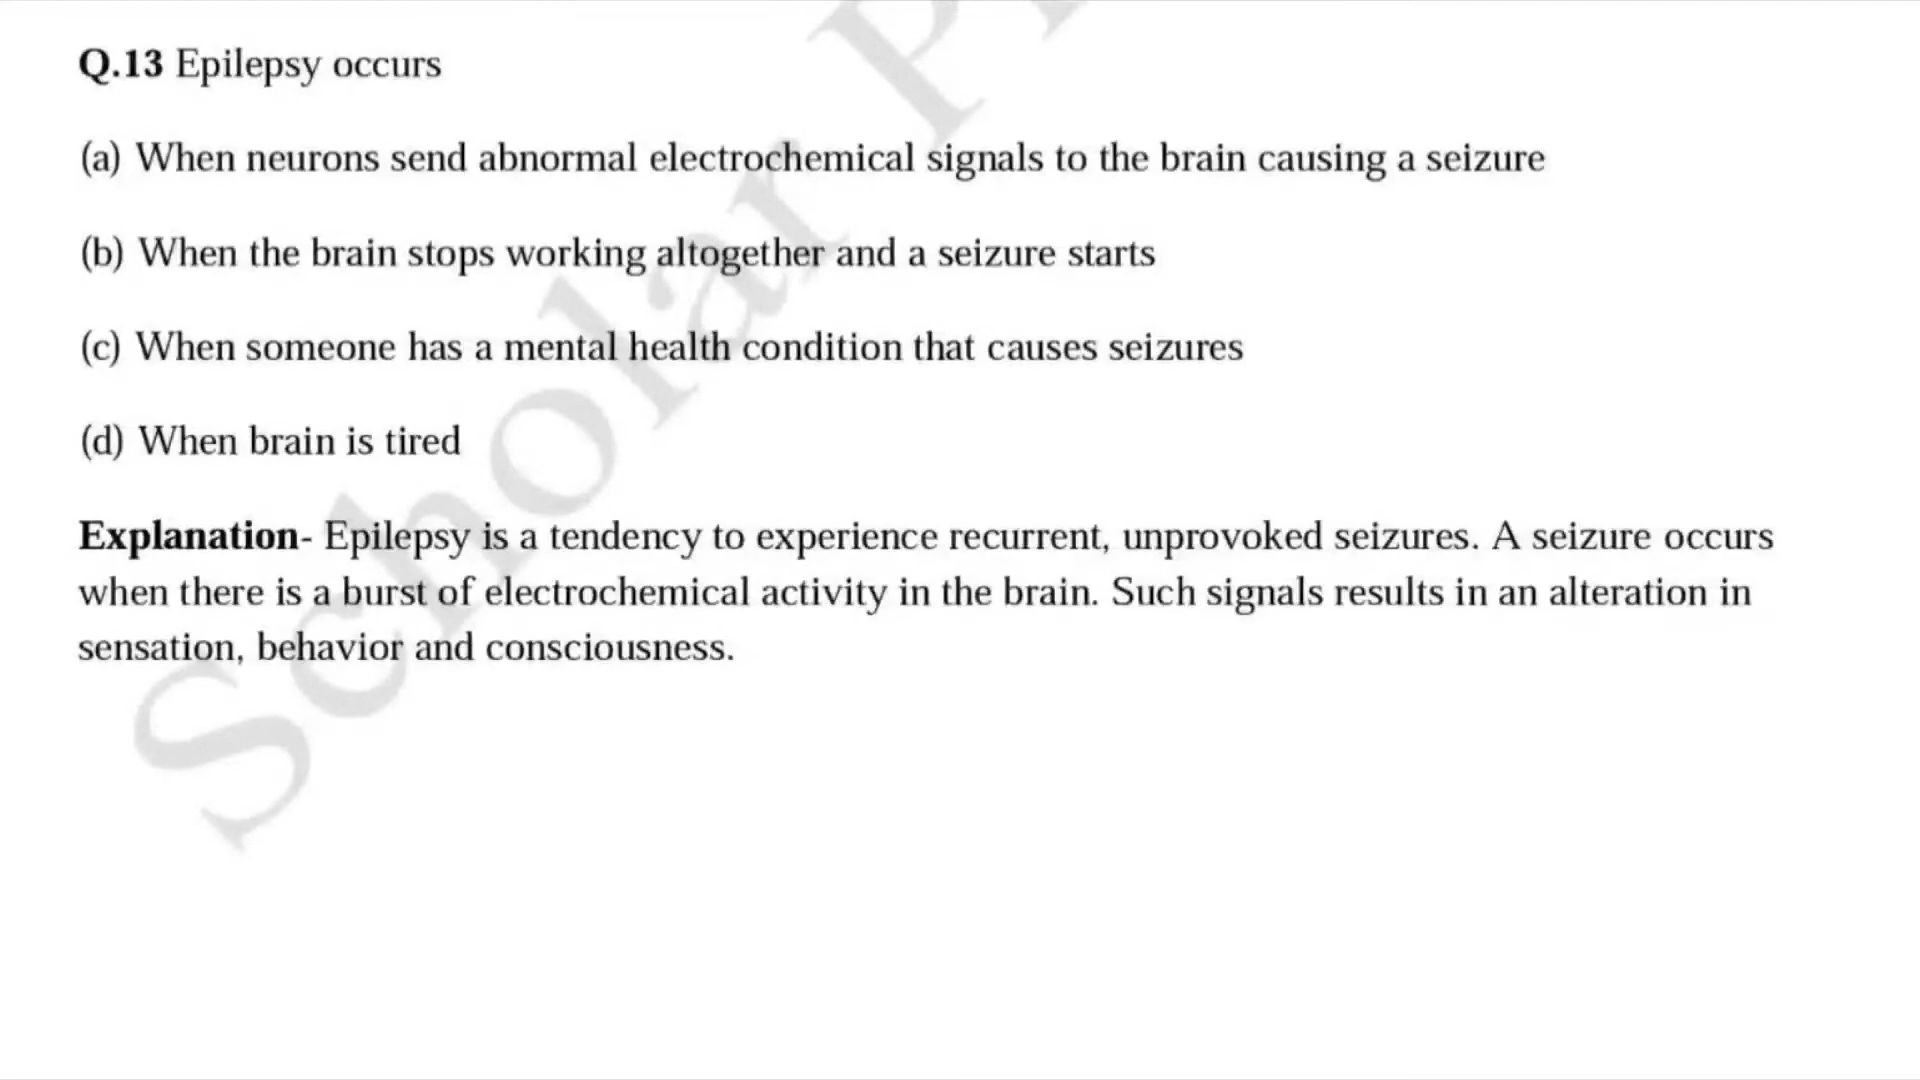 Q.13 Epilepsy occurs
(a) When neurons send abnormal electrochemical signals to the brain causing a seizure
(b) When the brain stops working altogether and a seizure starts
(c) When someone has a mental health condition that causes seizures
(d) When brain is tired
Explanation- Epilepsy is a tendency to experience recurrent, unprovoked seizures. A seizure occurs
when there is a burst of electrochemical activity in the brain. Such signals results in an alteration in
sensation, behavior and consciousness.
Scholar